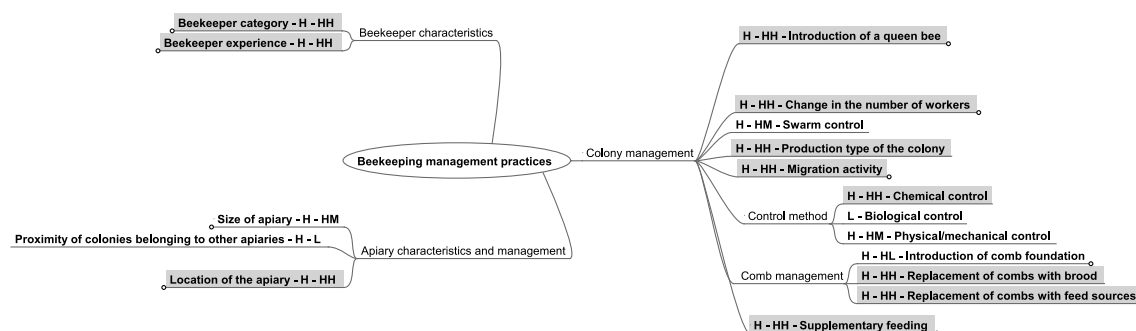 Beekeeper category - H - HH
Beekeeper experience - H - HH
Beekeeper characteristics
Beekeeping management practices
Size of apiary - H - HM
Proximity of colonies belonging to other apiaries - H - L
Location of the apiary - H - HH
Apiary characteristics and management
Colony management
H - HH - Introduction of a queen bee
H - HH - Change in the number of workers
H - HM - Swarm control
H - HH - Production type of the colony
H - HH - Migration activity
Control method
H - HH - Chemical control
L - Biological control
H - HM - Physical/mechanical control
Comb management
H - HL - Introduction of comb foundation
H - HH - Replacement of combs with brood
H - HH - Replacement of combs with feed sources
H - HH - Supplementary feeding